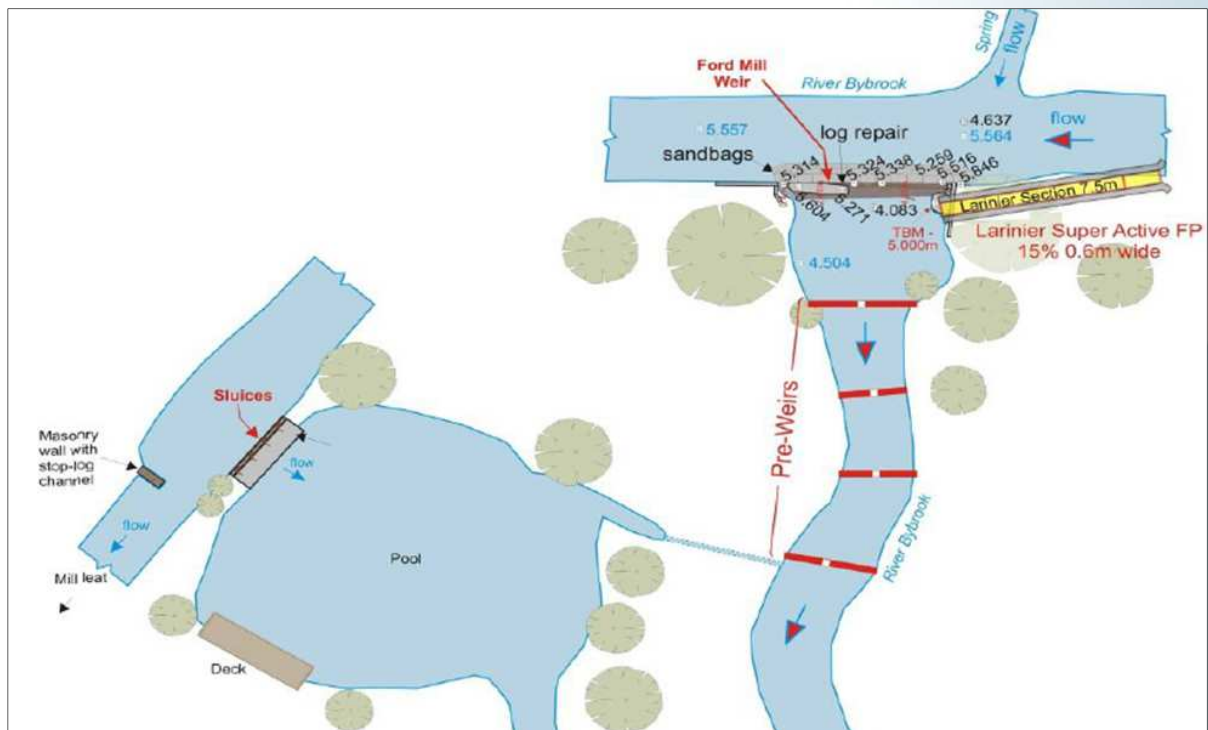 Spring
flow
Ford Mill
Weir
River Bybrook
4.637
5.557
log repair
5.564
flow
sandbags
5.314
5.324
5.338
5.259
5.516
5.846
5.604
5.271
4.083
Larinier Section 7.5m
TBM -
5.000m
Larinier Super Active FP
15% 0.6m wide
4.504
Pre-Weirs
Sluices
Masonry
wall with
stop-log
channel
flow
flow
Pool
River Bybrook
Mill leat
Deck